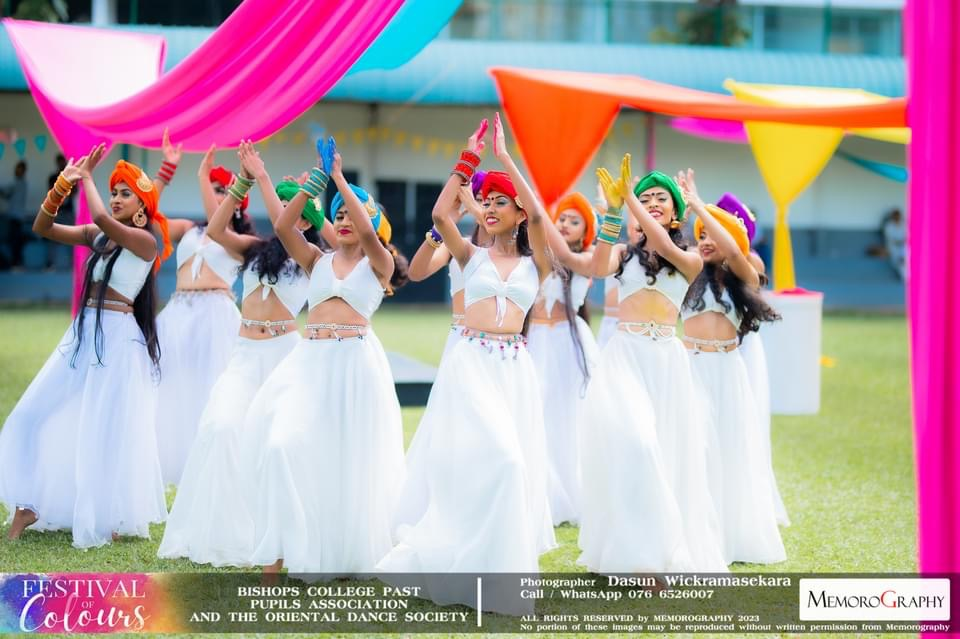 FESTIVAL
OF
Colours
BISHOPS COLLEGE PAST
PUPILS ASSOCIATION
AND THE ORIENTAL DANCE SOCIETY
Photographer Dasun Wickramasekara
Call / WhatsApp 076 6526007
All rights RESERVED by MEMOROGRAPHY 2023
No portion of these images may be reproduced without written permission from Memorography
MEMOROGRAPHY